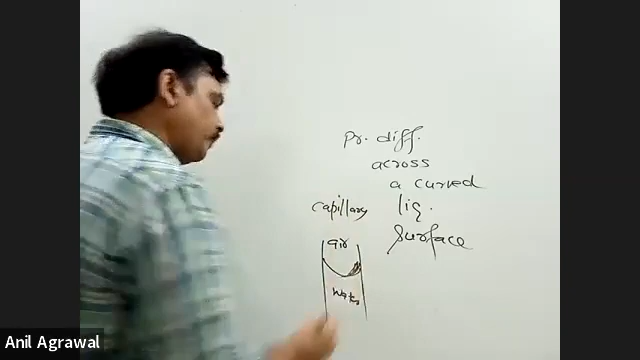 pr. diff.
across
a curved
capillary liq.
surface
air
water
Anil Agrawal